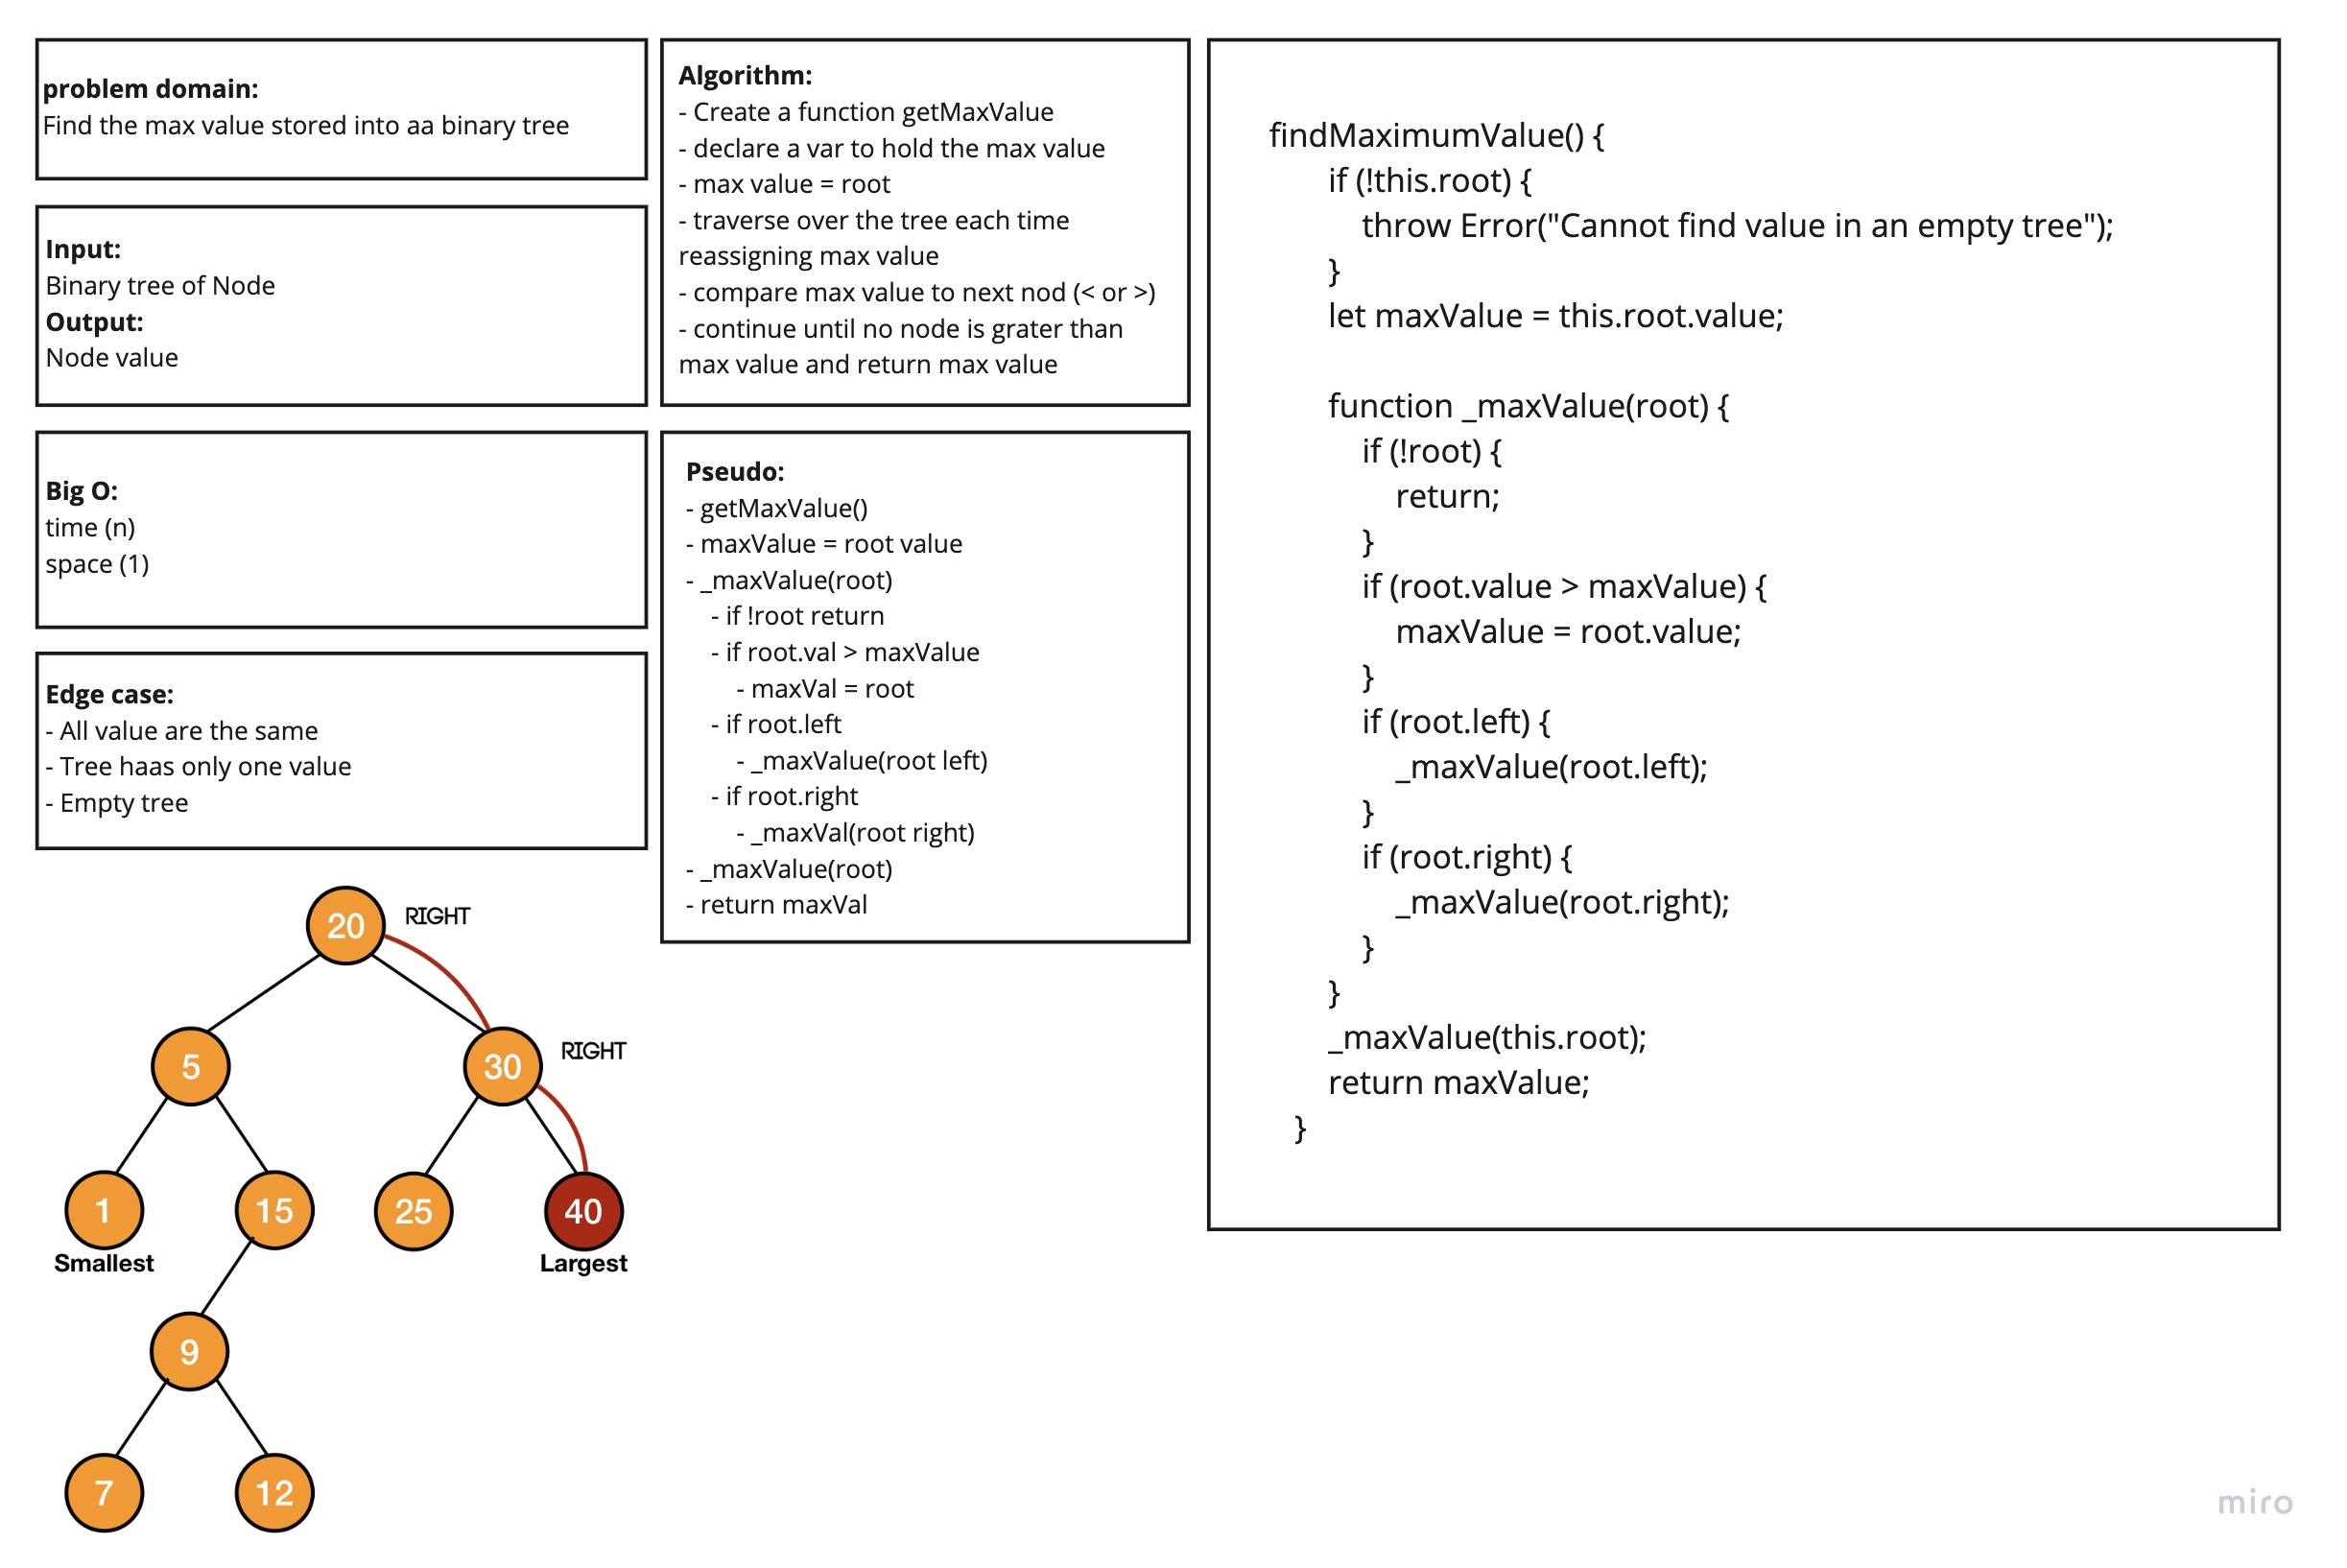 problem domain:
Find the max value stored into aa binary tree
Input:
Binary tree of Node
Output:
Node value
Big O:
time (n)
space (1)
Edge case:
- All value are the same
- Tree haas only one value
- Empty tree
Algorithm:
- Create a function getMaxValue
- declare a var to hold the max value
- max value = root
- traverse over the tree each time
reassigning max value
- compare max value to next nod (< or >)
- continue until no node is grater than
max value and return max value
Pseudo:
- getMaxValue()
- maxValue = root value
- _maxValue(root)
- if !root return
- if root.val > maxValue
- maxVal = root
- if root.left
- _maxValue(root left)
- if root.right
- _maxVal(root right)
- _maxValue(root)
- return maxVal
findMaximumValue() {
if (!this.root) {
throw Error("Cannot find value in an empty tree");
}
let maxValue = this.root.value;
function _maxValue(root) {
if (!root) {
return;
}
if (root.value > maxValue) {
maxValue = root.value;
}
if (root.left) {
_maxValue(root.left);
}
if (root.right) {
_maxValue(root.right);
}
}
_maxValue(this.root);
return maxValue;
}
20 RIGHT
5 30 RIGHT
1 15 25 40
Smallest Largest
9
7 12
miro